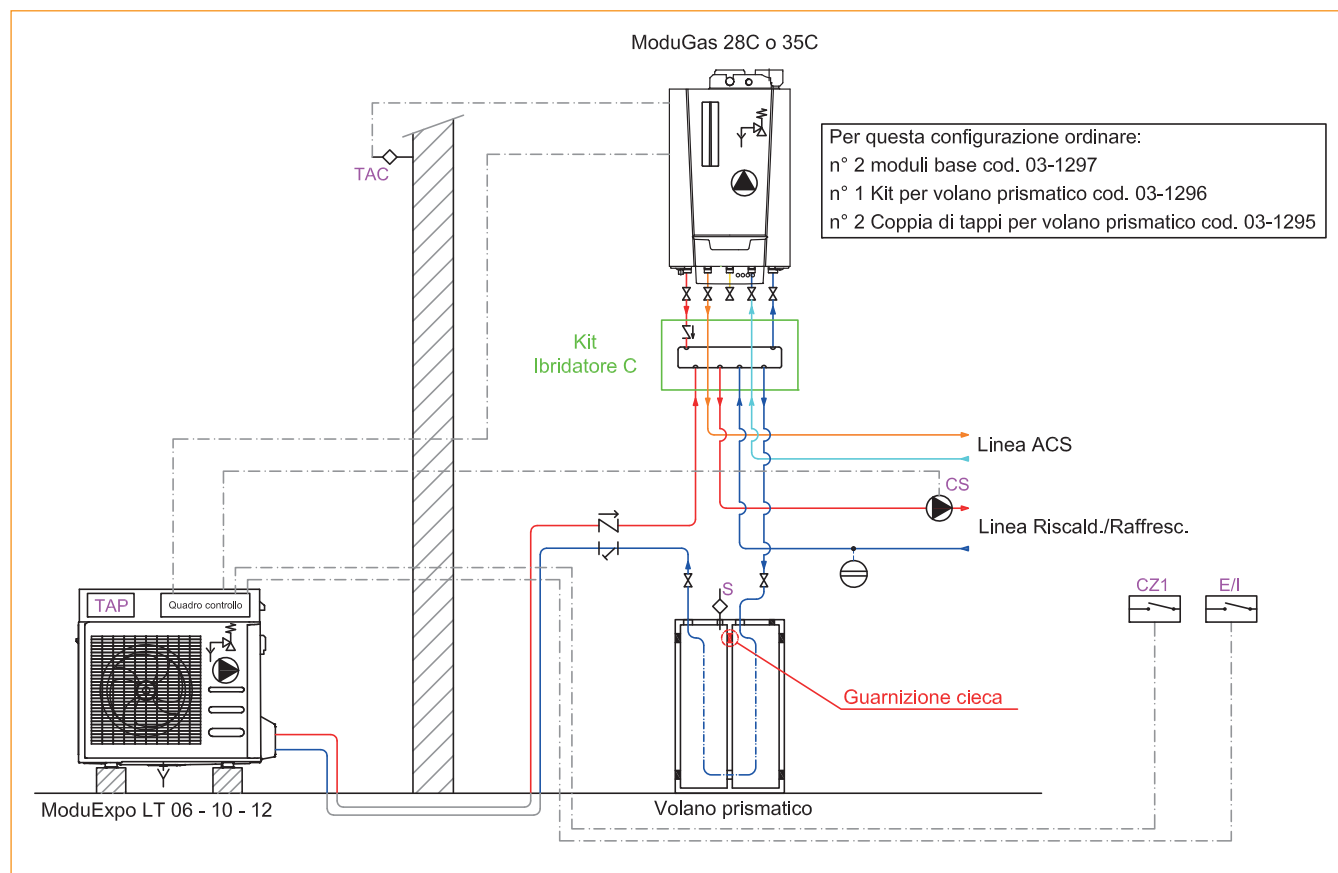 ModuGas 28C o 35C
Per questa configurazione ordinare:
n° 2 moduli base cod. 03-1297
n° 1 Kit per volano prismatico cod. 03-1296
n° 2 Coppia di tappi per volano prismatico cod. 03-1295
TAC
Kit
Ibridatore C
Linea ACS
CS
Linea Riscald./Raffresc.
TAP
Quadro controllo
S
CZ1
E/I
Guarnizione cieca
ModuExpo LT 06 - 10 - 12
Volano prismatico